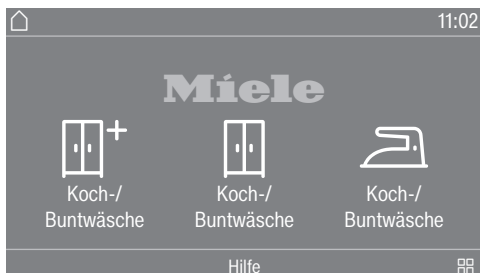 11:02
Miele
Koch-/ Koch-/ Koch-/
Buntwäsche Buntwäsche Buntwäsche
Hilfe